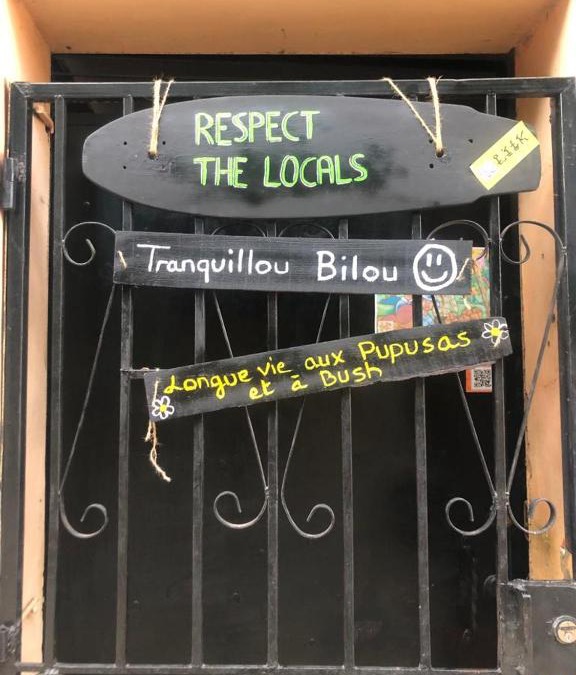 RESPECT
THE LOCALS
Tranquillou Bilou
Longue vie aux Pupusas
et à Bush